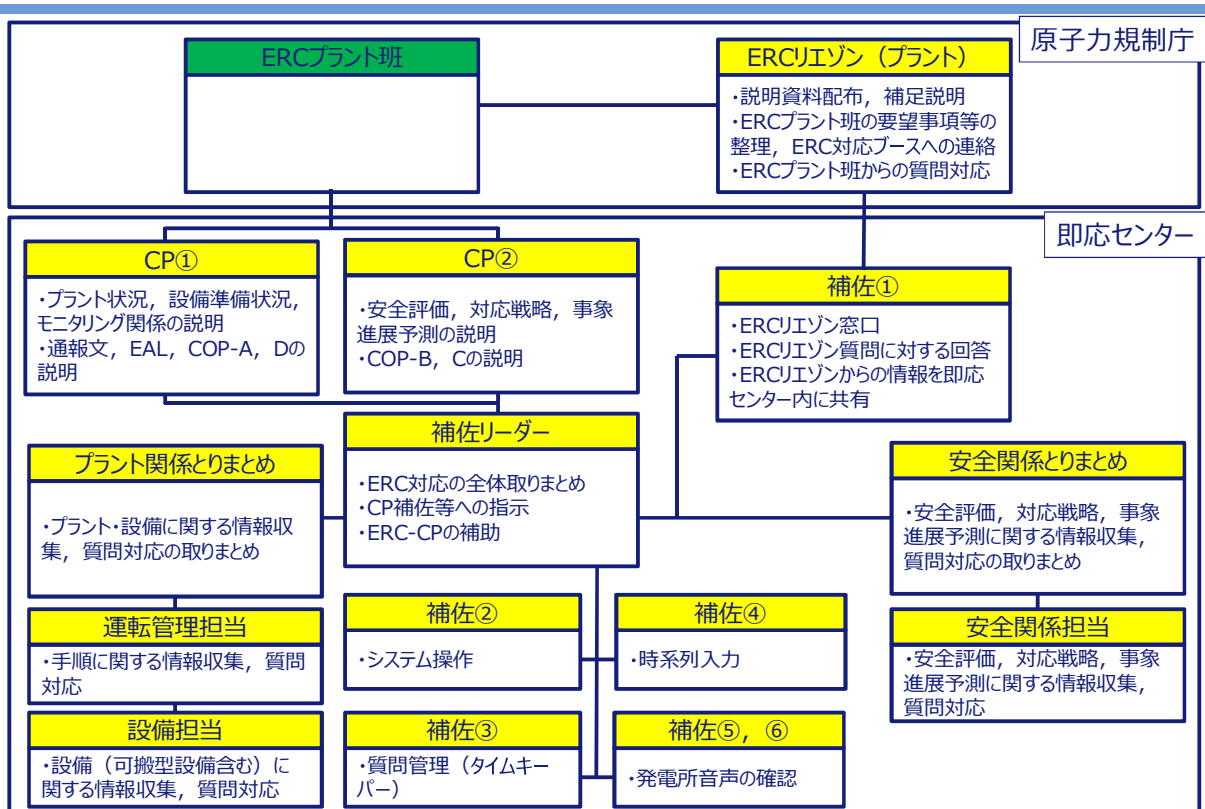 原子力規制庁
ERCプラント班
ERCリエゾン（プラント）
・説明資料配布，補足説明
・ERCプラント班の要望事項等の
整理，ERC対応ブースへの連絡
・ERCプラント班からの質問対応
即応センター
CP①
・プラント状況，設備準備状況，
モニタリング関係の説明
・通報文，EAL，COP-A，Dの
説明
CP②
・安全評価，対応戦略，事象
進展予測の説明
・COP-B，Cの説明
補佐①
・ERCリエゾン窓口
・ERCリエゾン質問に対する回答
・ERCリエゾンからの情報を即応
センター内に共有
補佐リーダー
・ERC対応の全体取りまとめ
・CP補佐等への指示
・ERC-CPの補助
プラント関係とりまとめ
・プラント・設備に関する情報収
集，質問対応の取りまとめ
安全関係とりまとめ
・安全評価，対応戦略，事象
進展予測に関する情報収集，
質問対応の取りまとめ
運転管理担当
・手順に関する情報収集，質問
対応
補佐②
・システム操作
補佐④
・時系列入力
安全関係担当
・安全評価，対応戦略，事象
進展予測に関する情報収集，
質問対応
設備担当
・設備（可搬型設備含む）に
関する情報収集，質問対応
補佐③
・質問管理（タイムキー
パー）
補佐⑤，⑥
・発電所音声の確認